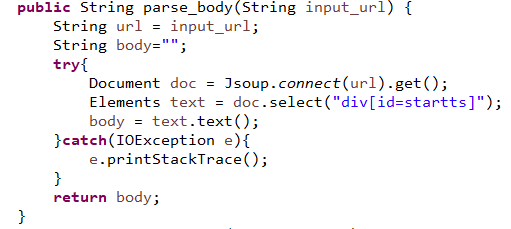 public String parse_body(String input_url) {
    String url = input_url;
    String body="";
    try{
        Document doc = Jsoup.connect(url).get();
        Elements text = doc.select("div[id=startts]");
        body = text.text();
    }catch(IOException e){
        e.printStackTrace();
    }
    return body;
}